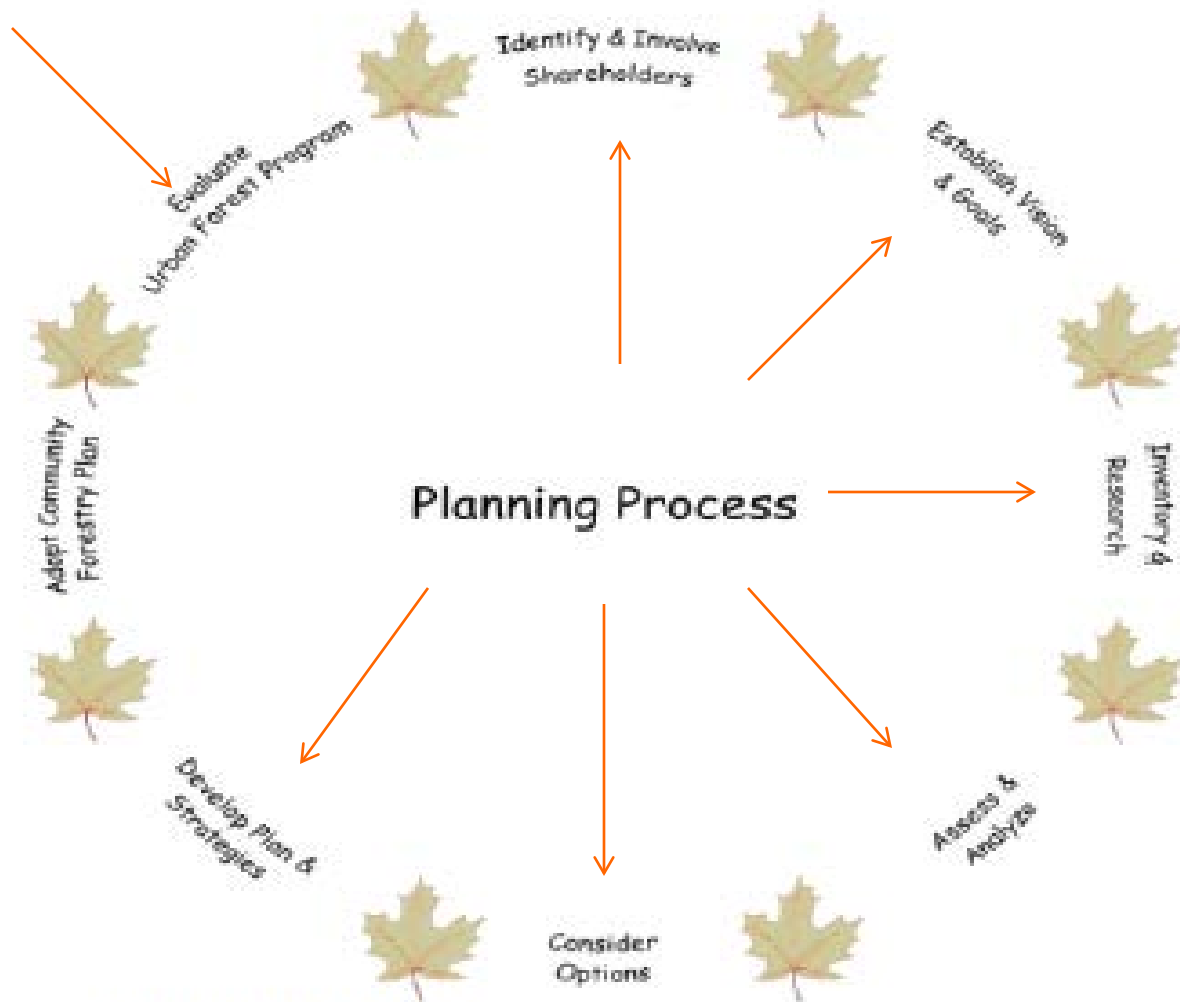 Identify & Involve
Shareholders
Establish Vision
& Goals
Inventory &
Research
Assess &
Analyze
Consider
Options
Develop Plan &
Strategies
Adopt Community
Forestry Plan
Evaluate
Urban Forest Program
Planning Process